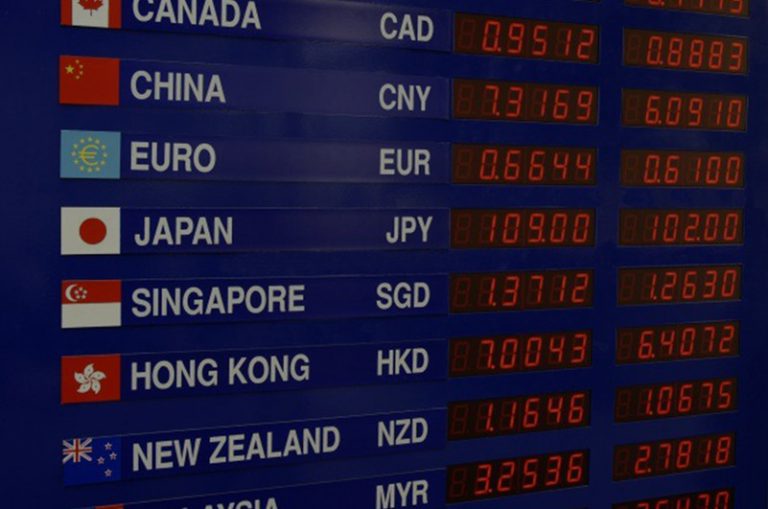 CANADA CAD 0.9512 0.8883
CHINA CNY 7.3169 6.0910
EURO EUR 0.6644 0.6100
JAPAN JPY 109.00 102.00
SINGAPORE SGD 1.3712 1.2630
HONG KONG HKD 7.0043 6.4072
NEW ZEALAND NZD 1.1646 1.0675
MYR 3.2536 2.7818